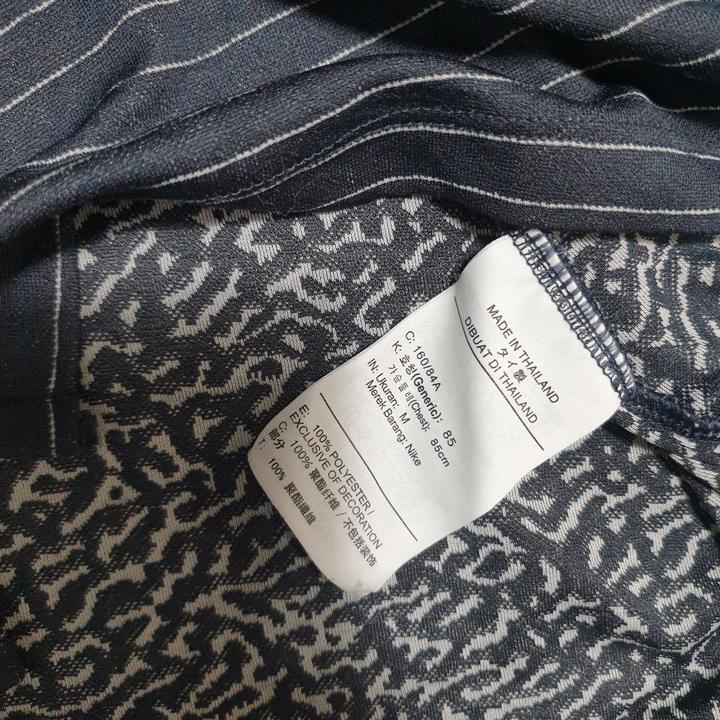 MADE IN THAILAND
タイ製
DIBUAT DI THAILAND
C: 160/84A
K: 호칭(Generic): 85
가슴둘레(Chest): 85cm
IN: Ukuran: M
Merek Barang: Nike
E: 100% POLYESTER/
EXCLUSIVE OF DECORATION
C: 100% 聚酯纤维 / 不包括装饰
部分
T: 100% 聚酯纖維